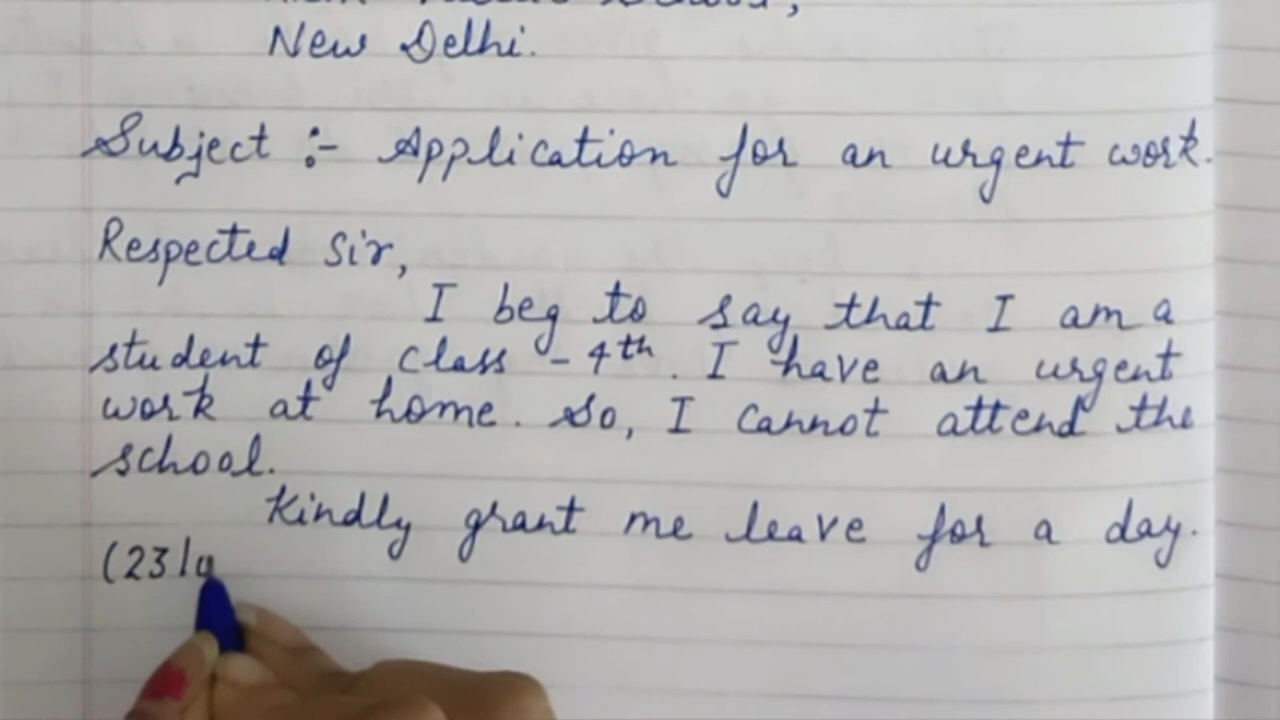 New Delhi.
Subject :- Application for an urgent work.
Respected Sir,
I beg to say that I am a
student of class - 4th. I have an urgent
work at home. So, I cannot attend the
school.
Kindly grant me leave for a day.
(23/